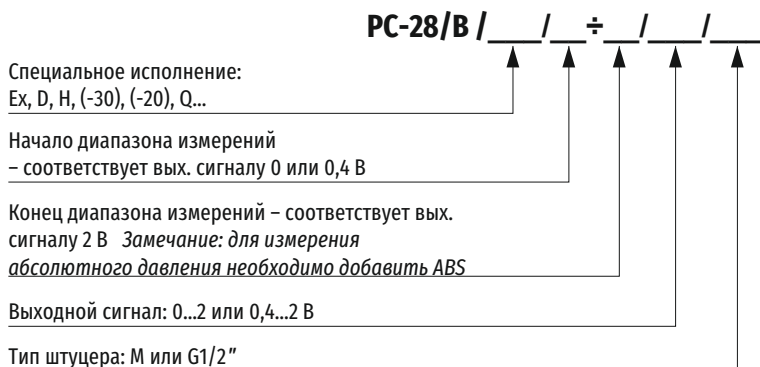 PC-28/B /___/__÷__/___/___
Специальное исполнение:
Ex, D, H, (-30), (-20), Q...
Начало диапазона измерений
– соответствует вых. сигналу 0 или 0,4 В
Конец диапазона измерений – соответствует вых.
сигналу 2 В Замечание: для измерения
абсолютного давления необходимо добавить ABS
Выходной сигнал: 0...2 или 0,4...2 В
Тип штуцера: M или G1/2"